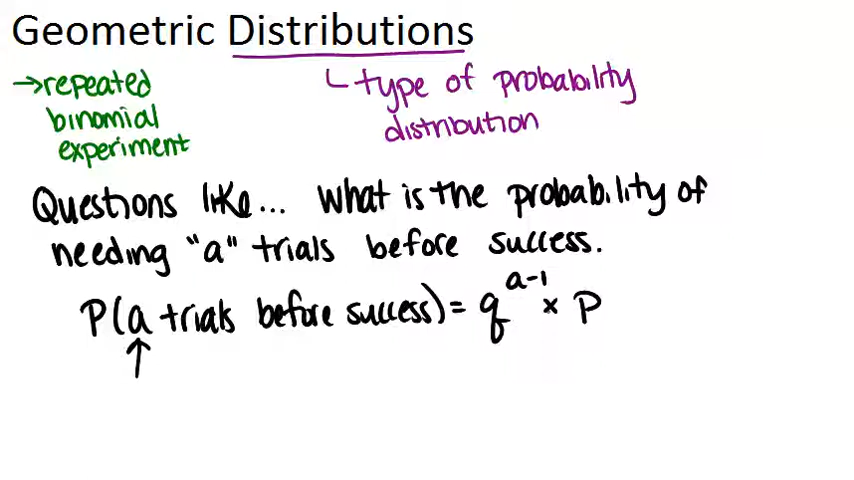 Geometric Distributions
→repeated
binomial
experiment
type of probability
distribution
Questions like... What is the probability of
needing "a" trials before success.
P(a trials before success) = q^(a-1) × P